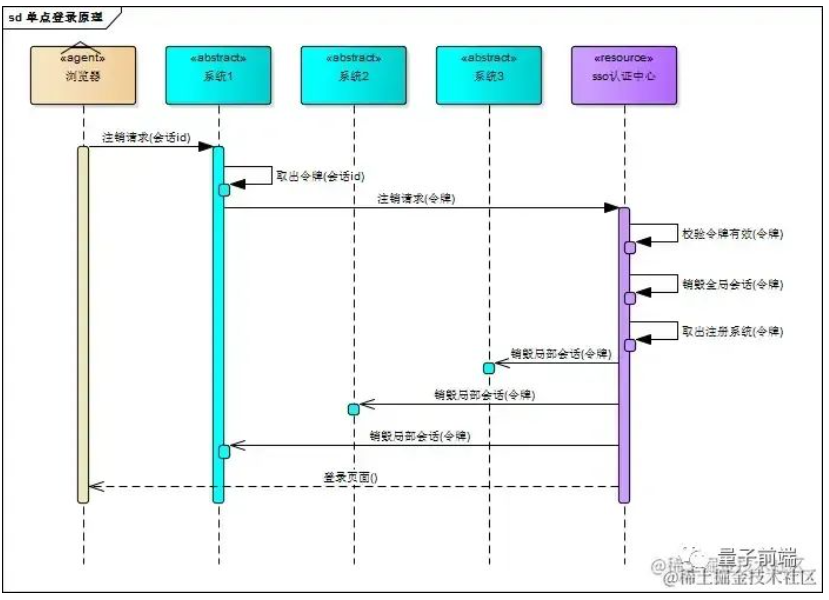 sd 单点登录原理
«agent»
浏览器
«abstract»
系统1
«abstract»
系统2
«abstract»
系统3
«resource»
sso认证中心
注销请求(会话id)
取出令牌(会话id)
注销请求(令牌)
校验令牌有效(令牌)
销毁全局会话(令牌)
取出注册系统(令牌)
销毁局部会话(令牌)
销毁局部会话(令牌)
销毁局部会话(令牌)
登录页面()
量子前端
@稀土掘金技术社区